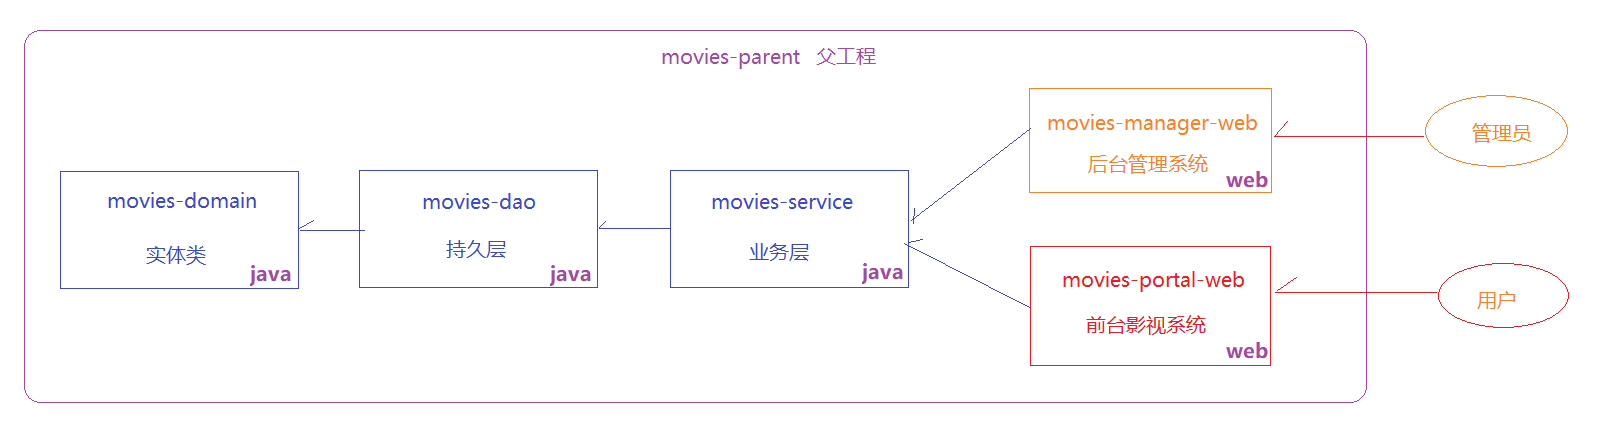 movies-parent 父工程
movies-domain
实体类
java
movies-dao
持久层
java
movies-service
业务层
java
movies-manager-web
后台管理系统
web
movies-portal-web
前台影视系统
web
管理员
用户